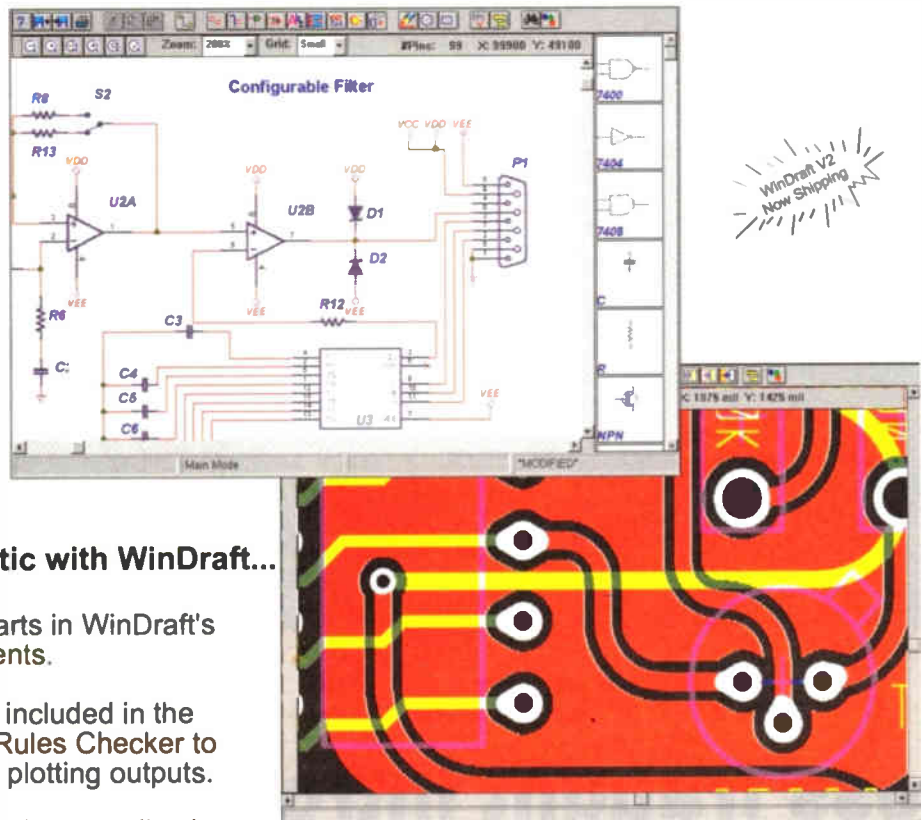 Zoom: 200% Grid: Small #Pins: 99 X: 99900 Y: 49100
Configurable Filter
R8
S2
R13
VDD
U2A
VEE
R6
VDD
U2B
VEE
VDD
D1
D2
VEE
VCC VDD VEE
P1
R12
C3
C4
C5
C6
U3
VEE
7400
7404
7408
C
R
NPN
Main Mode
*MODIFIED*
WinDraft V2
Now Shipping
X: 1975 mil Y: 1425 mil
tic with WinDraft...
arts in WinDraft's
ents.
included in the
Rules Checker to
plotting outputs.